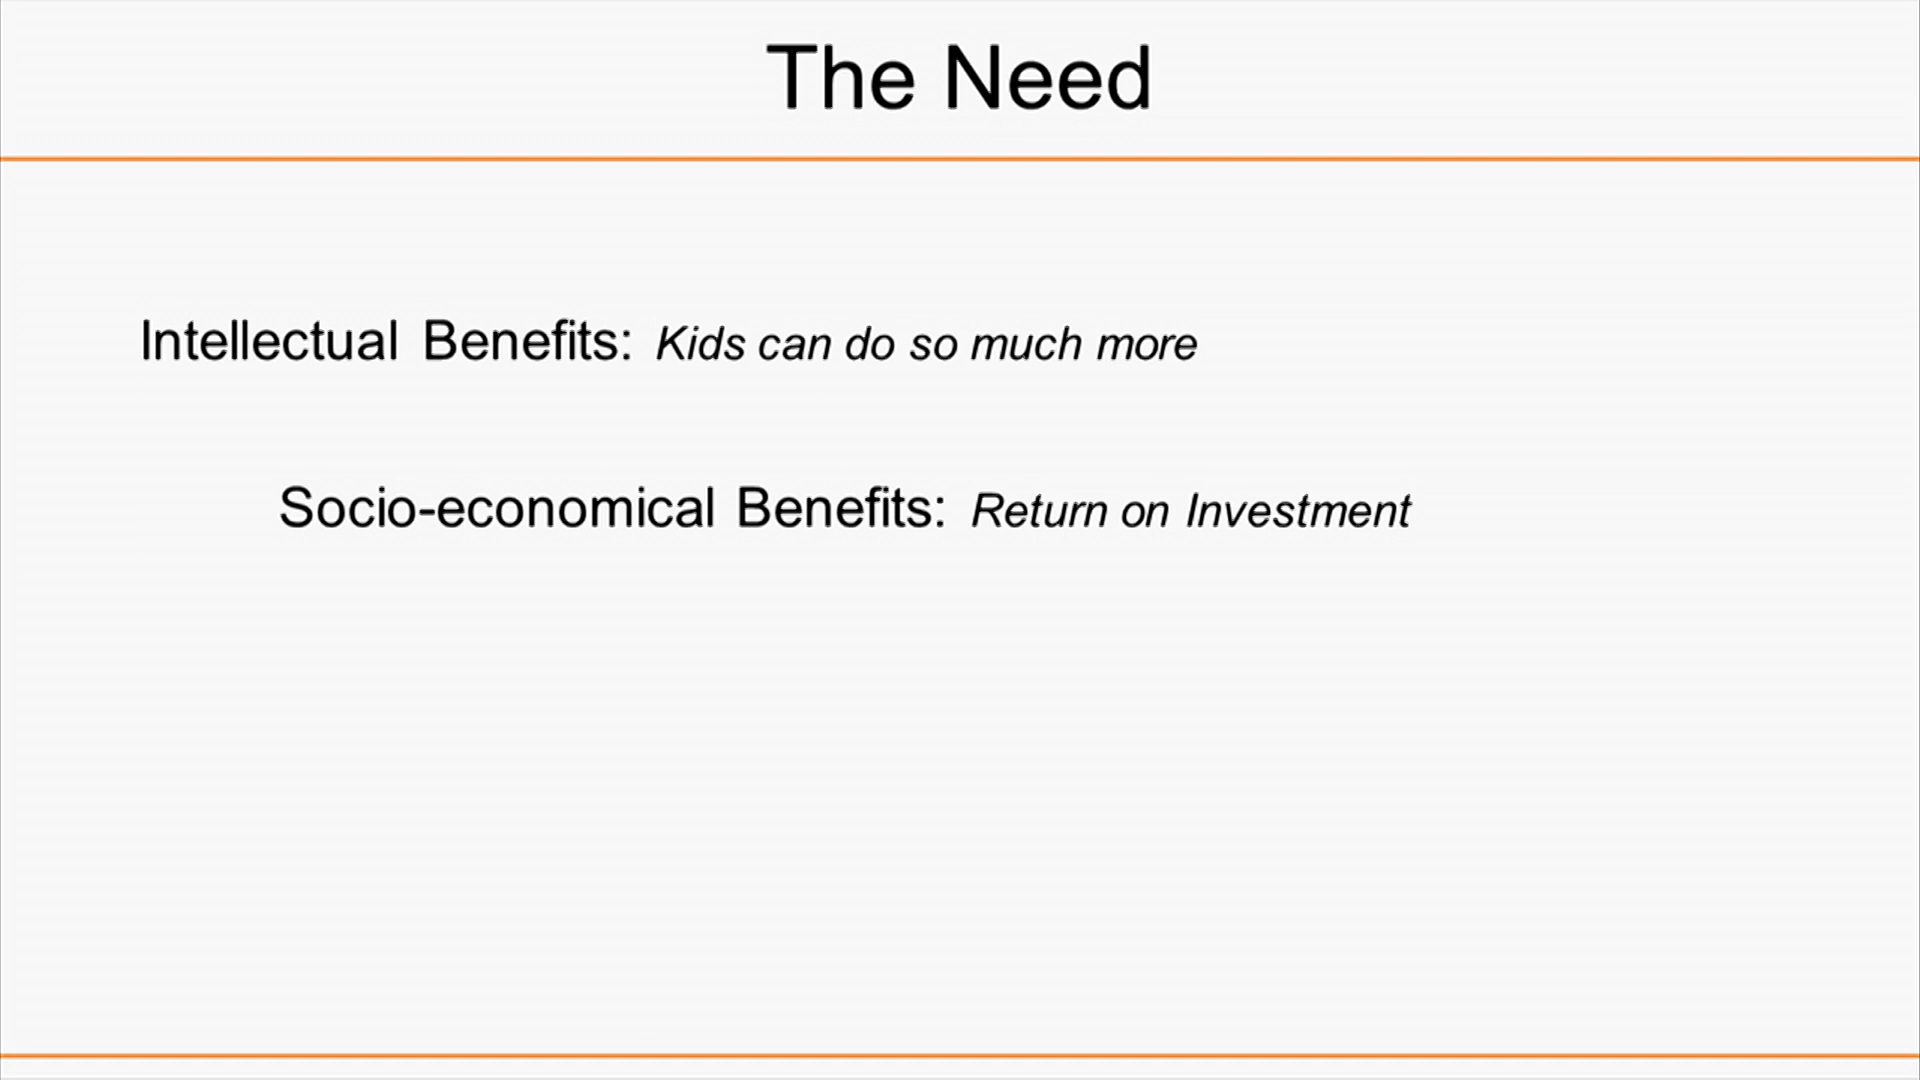 The Need
Intellectual Benefits: Kids can do so much more
Socio-economical Benefits: Return on Investment